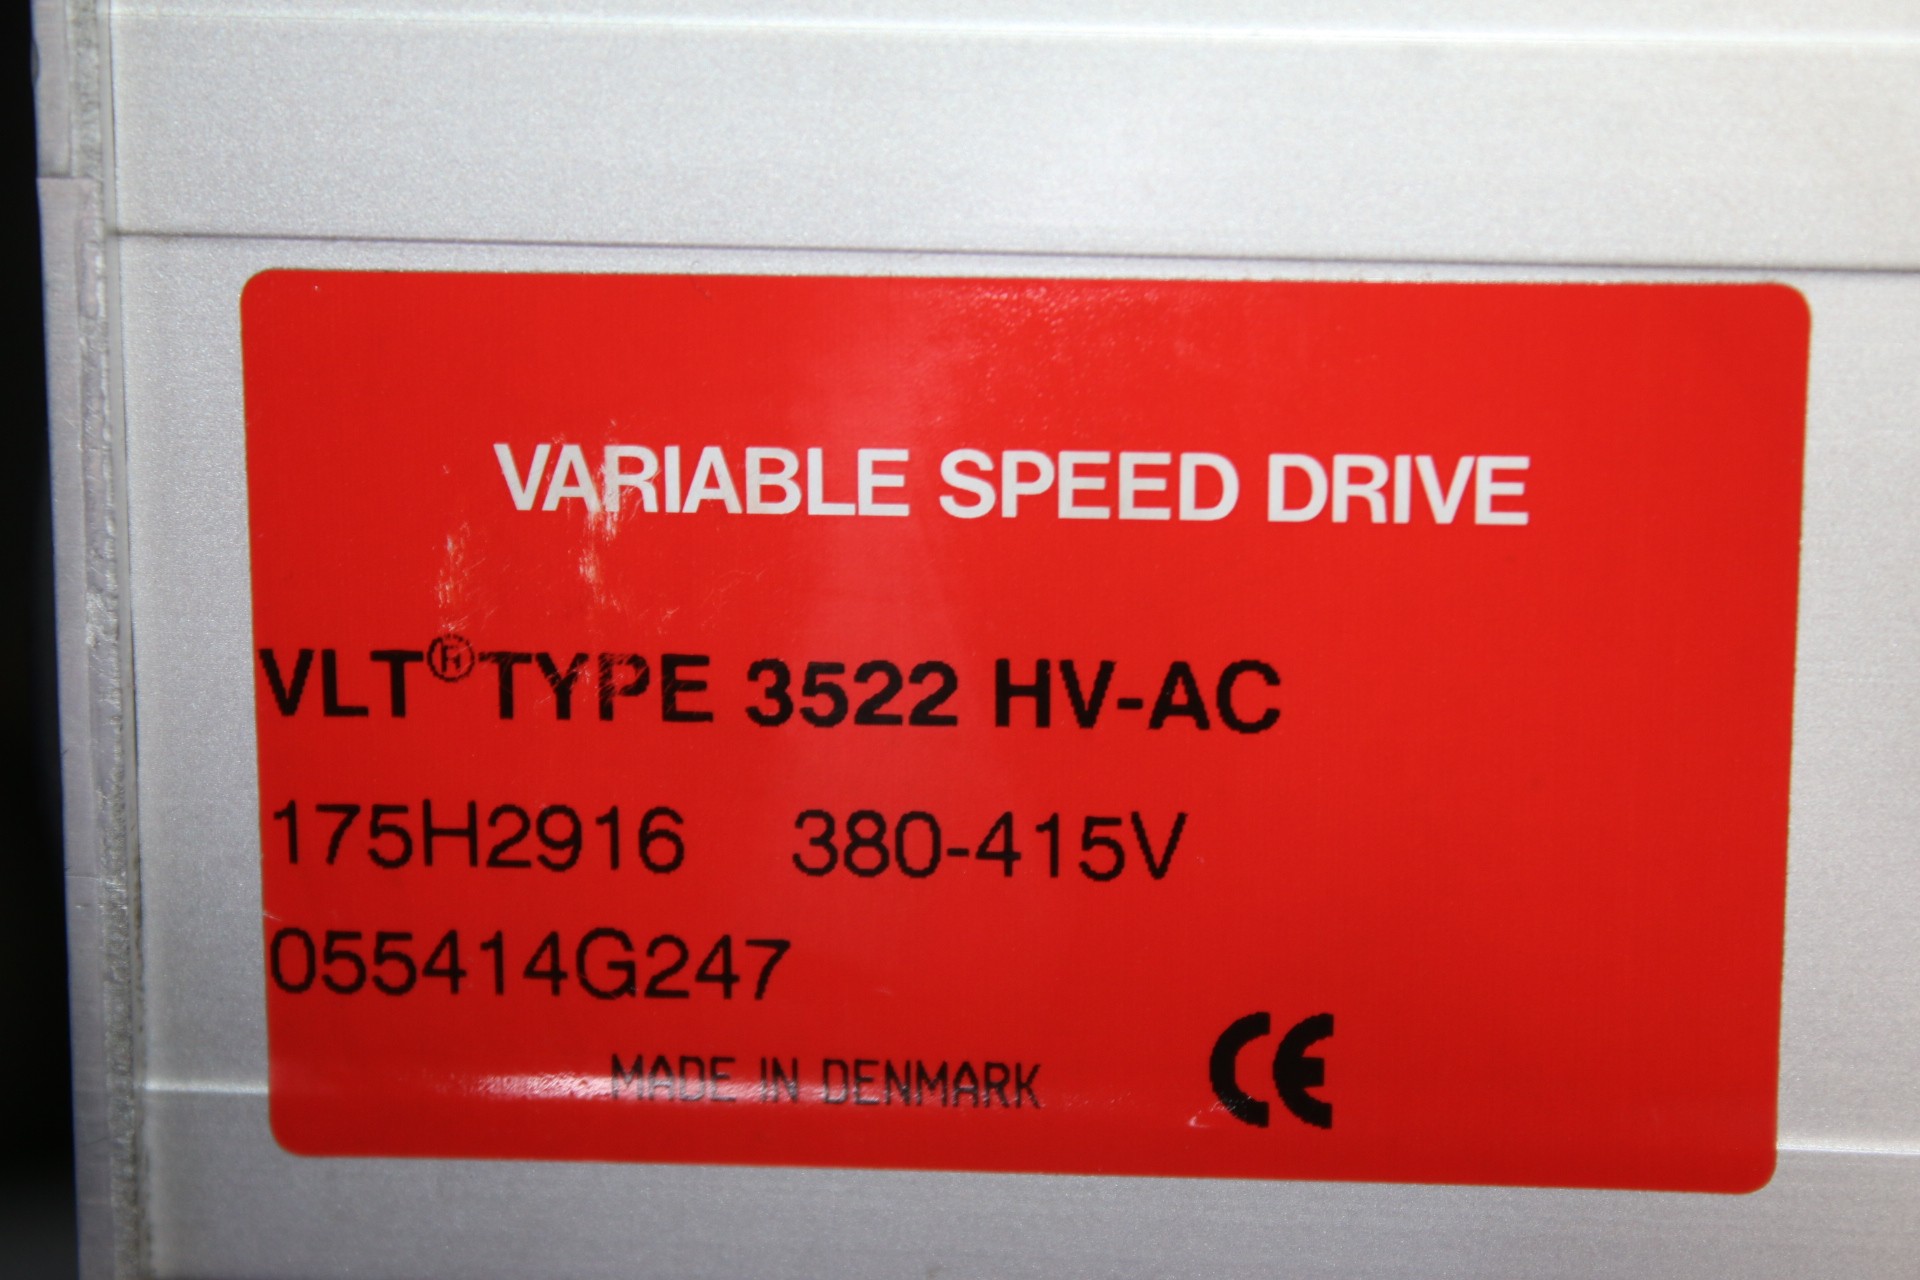 VARIABLE SPEED DRIVE
VLT® TYPE 3522 HV-AC
175H2916 380-415V
055414G247
MADE IN DENMARK
CE